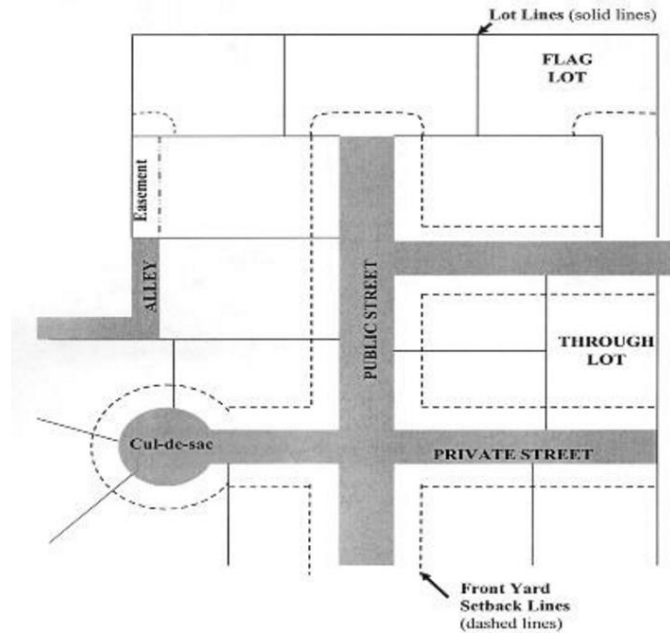 Lot Lines (solid lines)
FLAG
LOT
Easement
ALLEY
PUBLIC STREET
THROUGH
LOT
Cul-de-sac
PRIVATE STREET
Front Yard
Setback Lines
(dashed lines)